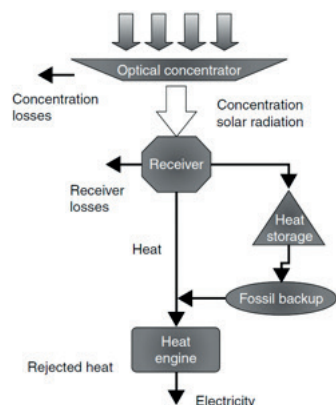 Optical concentrator
Concentration
losses
Concentration
solar radiation
Receiver
Receiver
losses
Heat
storage
Heat
Fossil backup
Heat
engine
Rejected heat
Electricity